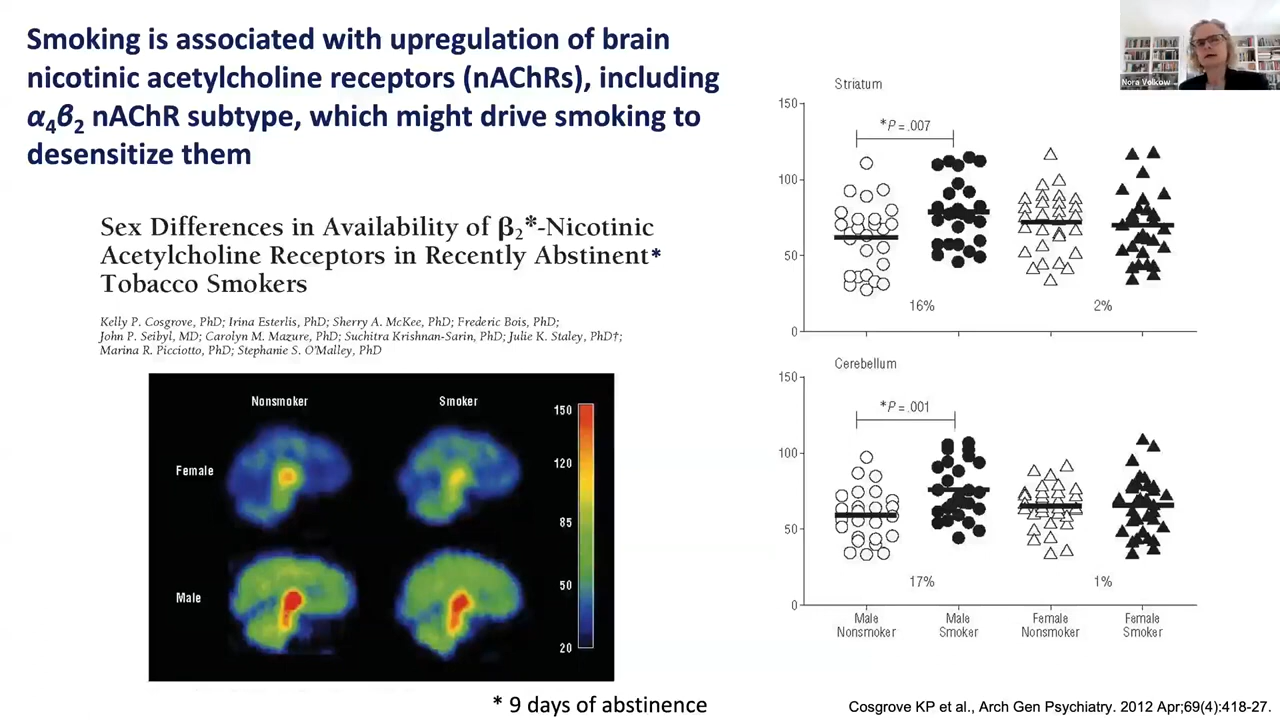 Smoking is associated with upregulation of brain
nicotinic acetylcholine receptors (nAChRs), including
α4β2 nAChR subtype, which might drive smoking to
desensitize them
Sex Differences in Availability of β2*-Nicotinic
Acetylcholine Receptors in Recently Abstinent*
Tobacco Smokers
Kelly P. Cosgrove, PhD; Irina Esterlis, PhD; Sherry A. McKee, PhD; Frederic Bois, PhD;
John P. Seibyl, MD; Carolyn M. Mazure, PhD; Suchitra Krishnan-Sarin, PhD; Julie K. Staley, PhD†;
Marina R. Picciotto, PhD; Stephanie S. O'Malley, PhD
Nonsmoker
Smoker
Female
Male
150
120
85
50
20
* 9 days of abstinence
Nora Volkow
Striatum
150
100
50
0
*P = .007
16%
2%
Cerebellum
150
100
50
0
*P = .001
17%
1%
Male
Nonsmoker
Male
Smoker
Female
Nonsmoker
Female
Smoker
Cosgrove KP et al., Arch Gen Psychiatry. 2012 Apr;69(4):418-27.